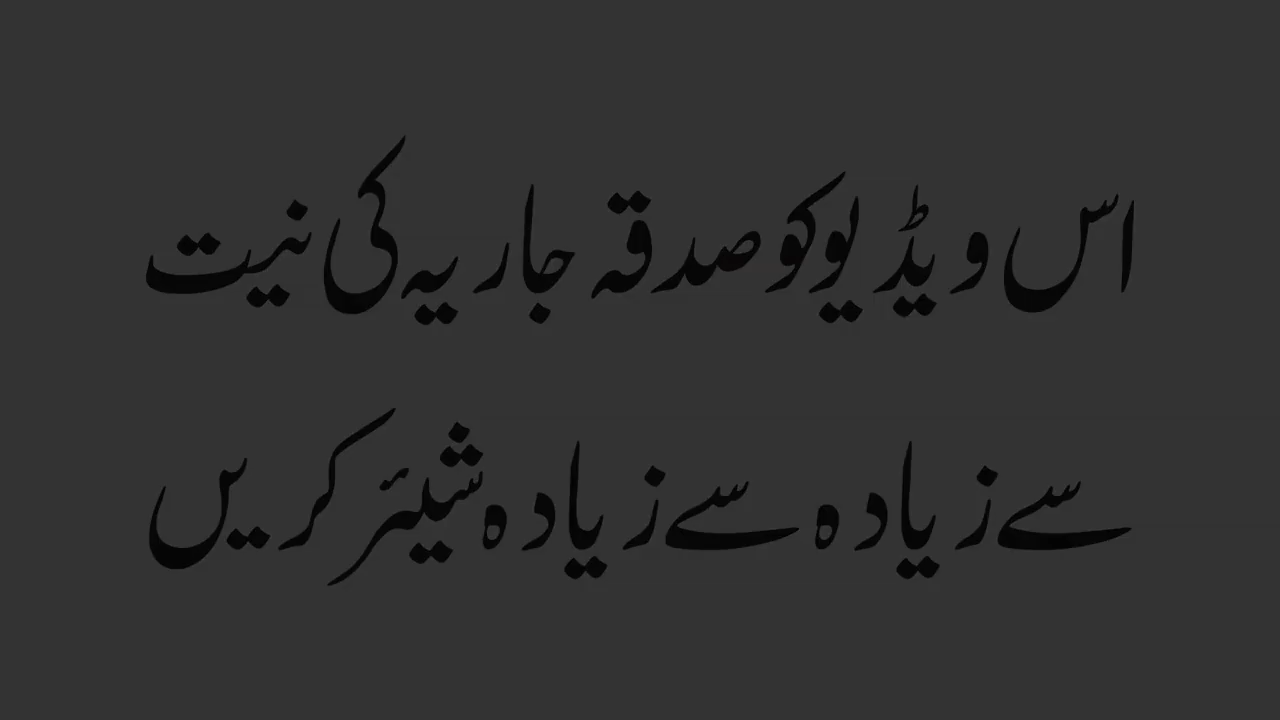 اس ویڈیو کو صدقہ جاریہ کی نیت
سے زیادہ سے زیادہ شیئر کریں